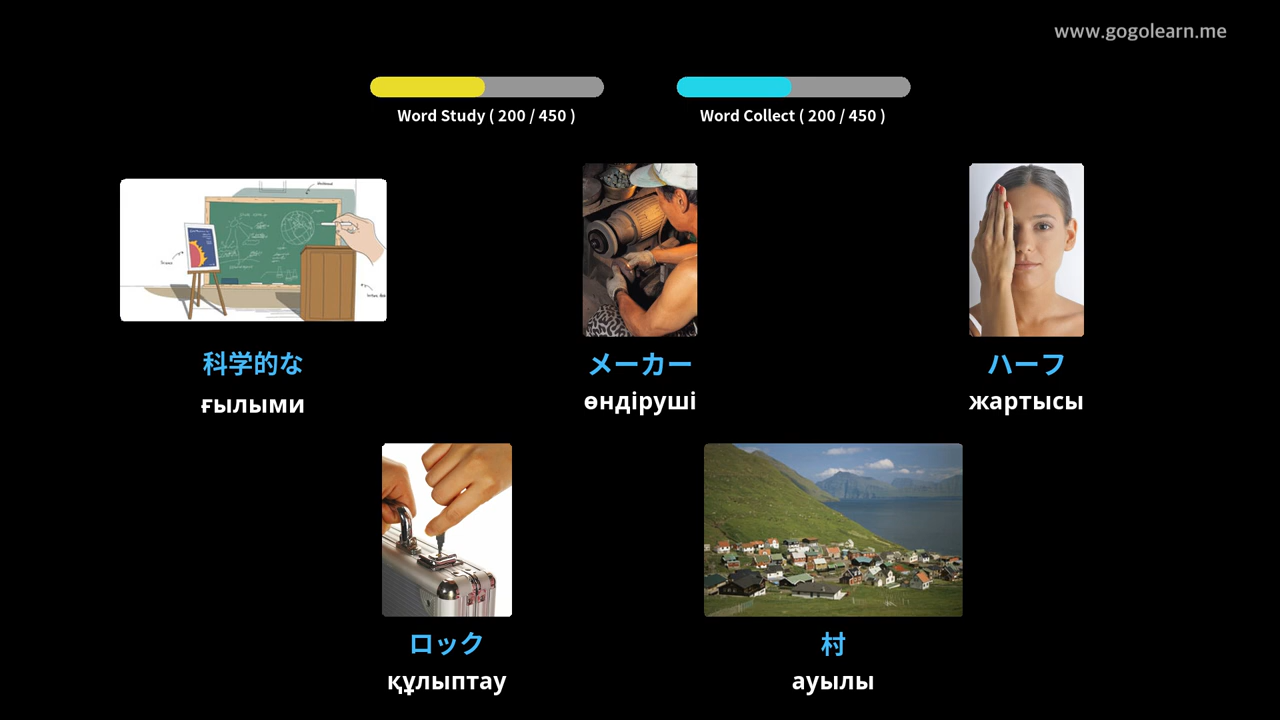 www.gogolearn.me
Word Study ( 200 / 450 )
Word Collect ( 200 / 450 )
科学的な
ғылыми
メーカー
өндіруші
ハーフ
жартысы
ロック
құлыптау
村
ауылы